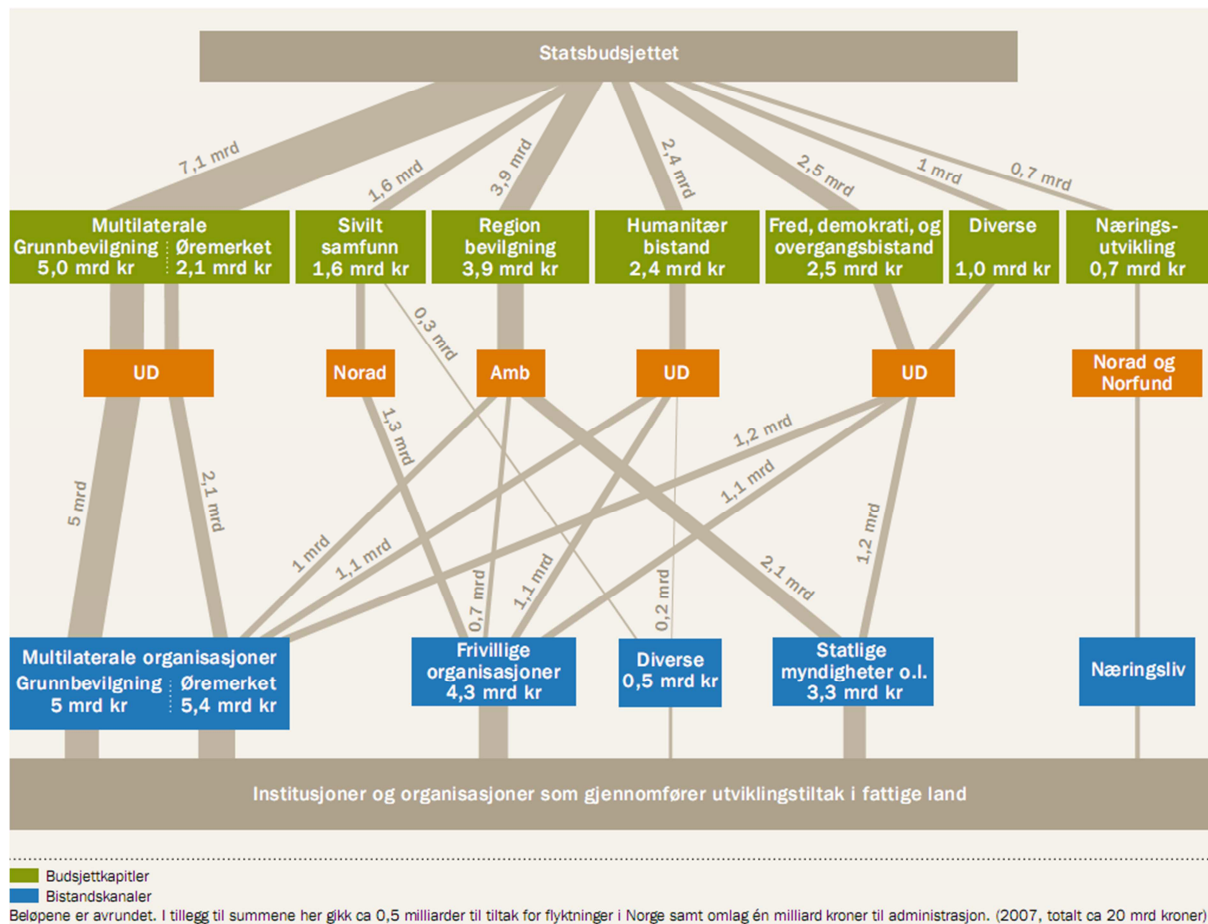 Statsbudsjettet
7,1 mrd
1,6 mrd
3,9 mrd
2,4 mrd
2,5 mrd
1 mrd
0,7 mrd
Multilaterale
Grunnbevilgning Øremerket
5,0 mrd kr 2,1 mrd kr
Sivilt
samfunn
1,6 mrd kr
Region
bevilgning
3,9 mrd kr
Humanitær
bistand
2,4 mrd kr
Fred, demokrati, og
overgangsbistand
2,5 mrd kr
Diverse
1,0 mrd kr
Nærings-
utvikling
0,7 mrd kr
0,3 mrd
UD
Norad
Amb
UD
UD
Norad og
Norfund
5 mrd
2,1 mrd
1,3 mrd
1 mrd
1,1 mrd
0,7 mrd
1,1 mrd
0,2 mrd
1,2 mrd
1,1 mrd
2,1 mrd
1,2 mrd
Multilaterale organisasjoner
Grunnbevilgning Øremerket
5 mrd kr 5,4 mrd kr
Frivillige
organisasjoner
4,3 mrd kr
Diverse
0,5 mrd kr
Statlige
myndigheter o.l.
3,3 mrd kr
Næringsliv
Institusjoner og organisasjoner som gjennomfører utviklingstiltak i fattige land
Budsjettkapitler
Bistandskanaler
Beløpene er avrundet. I tillegg til summene her gikk ca 0,5 milliarder til tiltak for flyktninger i Norge samt omlag én milliard kroner til administrasjon. (2007, totalt ca 20 mrd kroner)